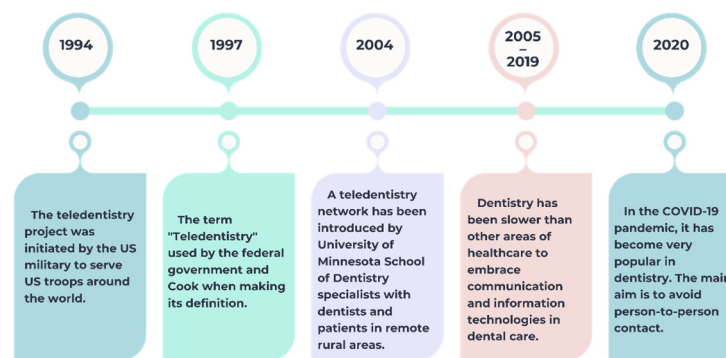 1994
1997
2004
2005
–
2019
2020
The teledentistry
project was
initiated by the US
military to serve
US troops around
the world.
The term
"Teledentistry"
used by the federal
government and
Cook when making
its definition.
A teledentistry
network has been
introduced by
University of
Minnesota School
of Dentistry
specialists with
dentists and
patients in remote
rural areas.
Dentistry has
been slower than
other areas of
healthcare to
embrace
communication
and information
technologies in
dental care.
In the COVID-19
pandemic, it has
become very
popular in
dentistry. The main
aim is to avoid
person-to-person
contact.